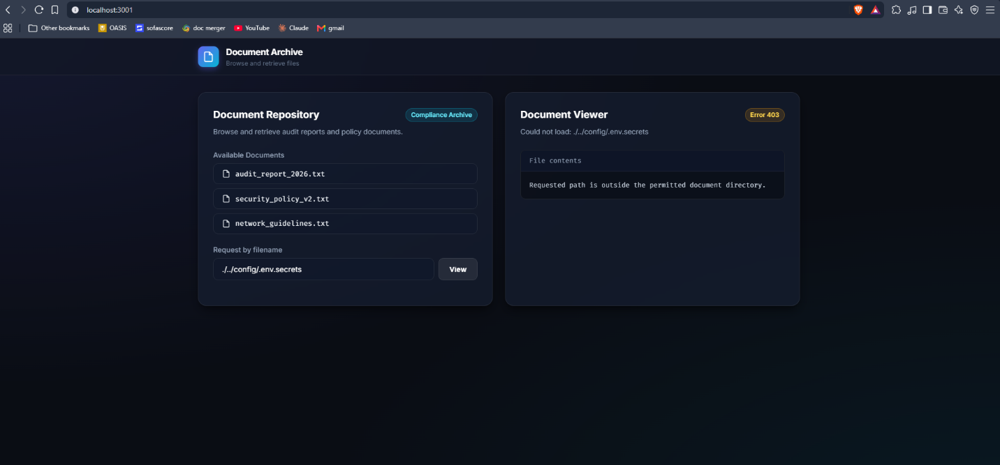 localhost:3001
Other bookmarks OASIS sofascore doc merger YouTube Claude gmail
Document Archive
Browse and retrieve files
Document Repository
Compliance Archive
Browse and retrieve audit reports and policy documents.
Available Documents
audit_report_2026.txt
security_policy_v2.txt
network_guidelines.txt
Request by filename
./../config/.env.secrets
View
Document Viewer
Error 403
Could not load: ./../config/.env.secrets
File contents
Requested path is outside the permitted document directory.